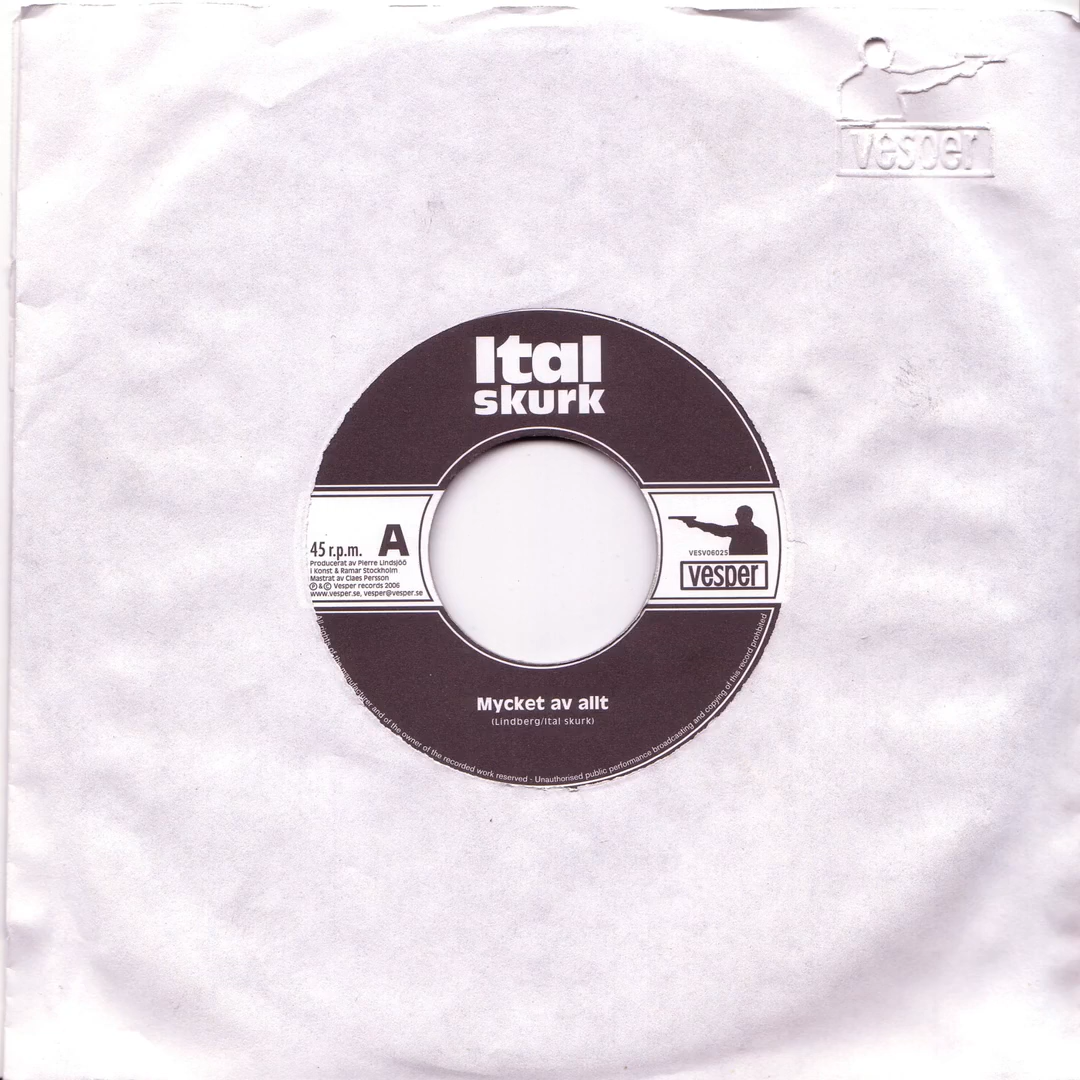 vesper
Ital
skurk
45 r.p.m. A
Producerat av Pierre Lindsjöö
i Konst & Ramar Stockholm
Mastrat av Claes Persson
℗ & © Vesper records 2006
www.vesper.se, vesper@vesper.se
VESV06025
vesper
Mycket av allt
(Lindberg/Ital skurk)
All rights of the manufacturer and of the owner of the recorded work reserved - Unauthorised public performance broadcasting and copying of this record prohibited